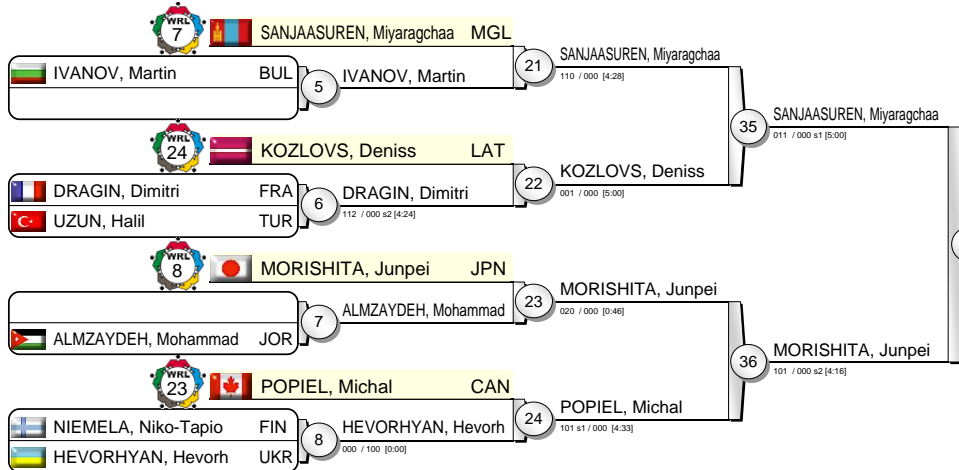 WRL
7
SANJAASUREN, Miyaragchaa MGL
IVANOV, Martin BUL
5
IVANOV, Martin
21
SANJAASUREN, Miyaragchaa
110 / 000 [4:28]
WRL
24
KOZLOVS, Deniss LAT
DRAGIN, Dimitri FRA
UZUN, Halil TUR
6
DRAGIN, Dimitri
112 / 000 s2 [4:24]
22
KOZLOVS, Deniss
001 / 000 [5:00]
35
SANJAASUREN, Miyaragchaa
011 / 000 s1 [5:00]
WRL
8
MORISHITA, Junpei JPN
ALMZAYDEH, Mohammad JOR
7
ALMZAYDEH, Mohammad
23
MORISHITA, Junpei
020 / 000 [0:46]
WRL
23
POPIEL, Michal CAN
NIEMELA, Niko-Tapio FIN
HEVORHYAN, Hevorh UKR
8
HEVORHYAN, Hevorh
000 / 100 [0:00]
24
POPIEL, Michal
101 s1 / 000 [4:33]
36
MORISHITA, Junpei
101 / 000 s2 [4:16]